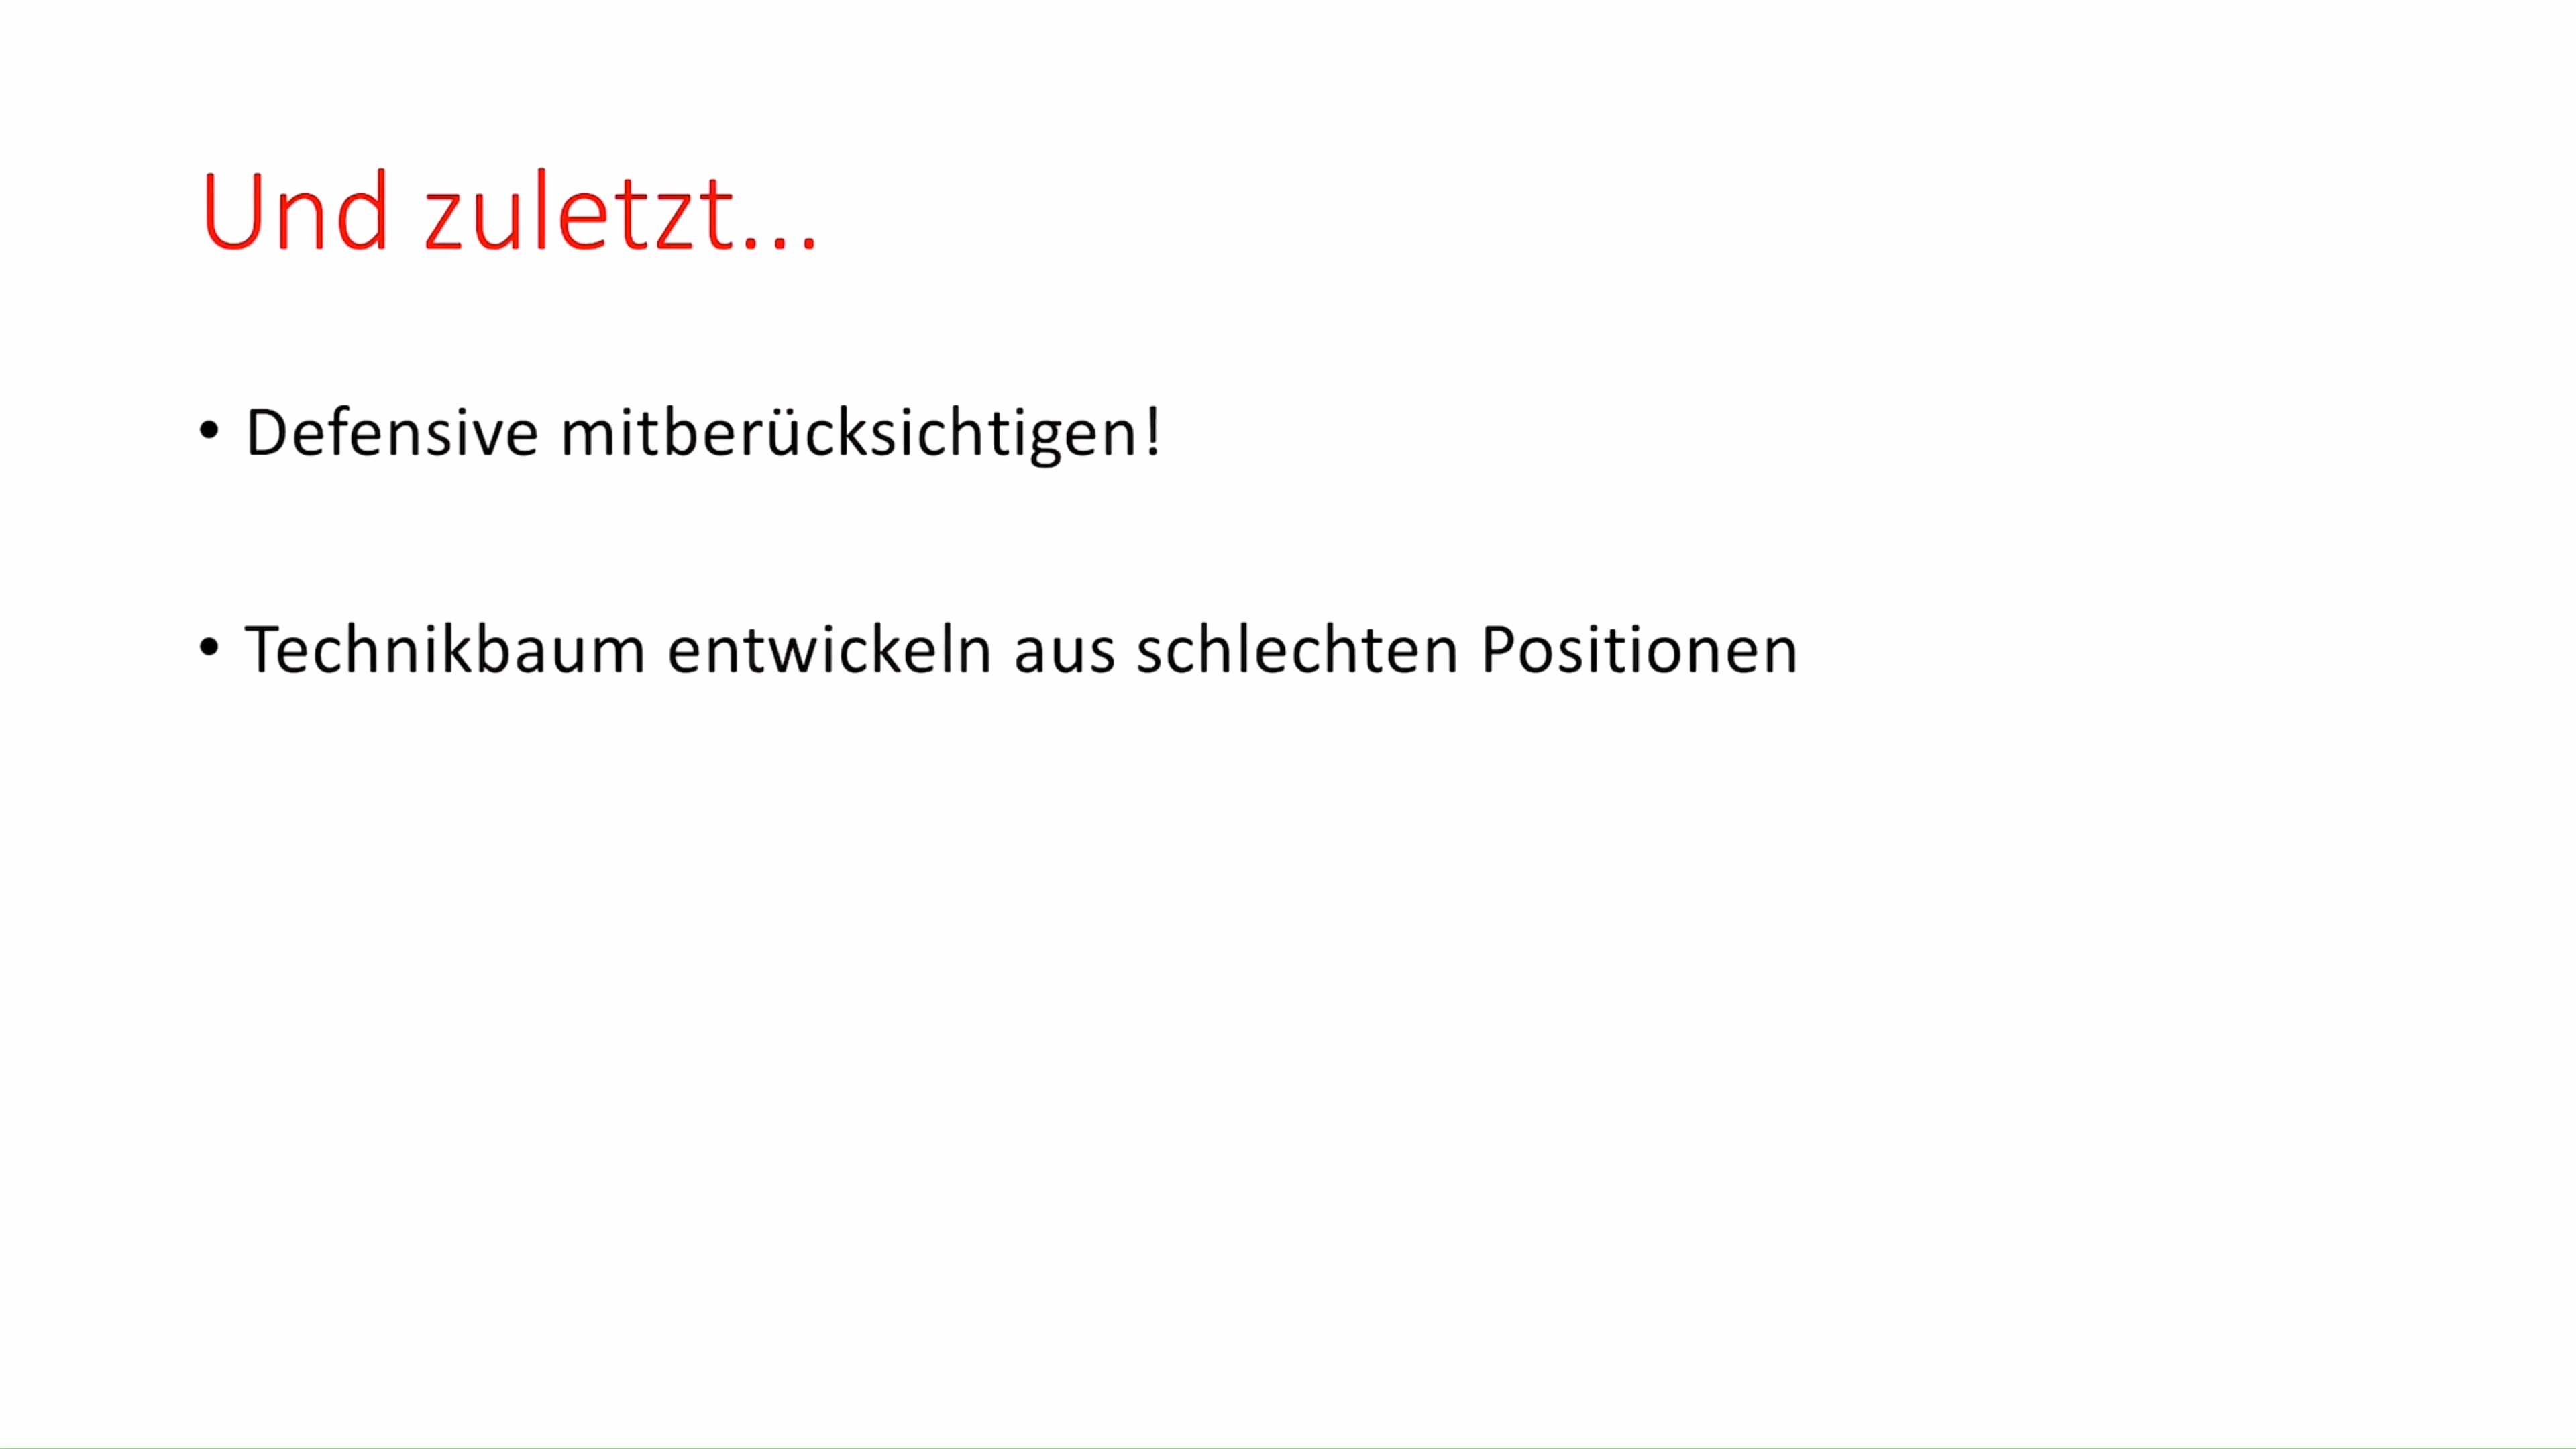 Und zuletzt...
• Defensive mitberücksichtigen!
• Technikbaum entwickeln aus schlechten Positionen